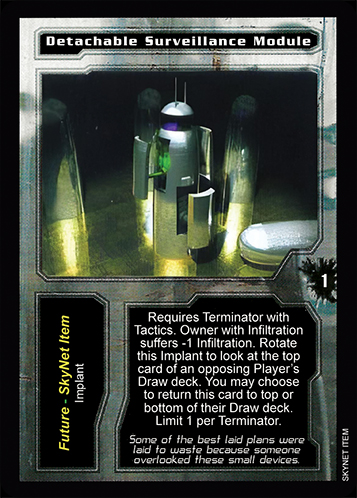 Detachable Surveillance Module
1
Future - SkyNet Item
Implant
Requires Terminator with
Tactics. Owner with Infiltration
suffers -1 Infiltration. Rotate
this Implant to look at the top
card of an opposing Player's
Draw deck. You may choose
to return this card to top or
bottom of their Draw deck.
Limit 1 per Terminator.
Some of the best laid plans were
laid to waste because someone
overlooked these small devices.
SKYNET ITEM